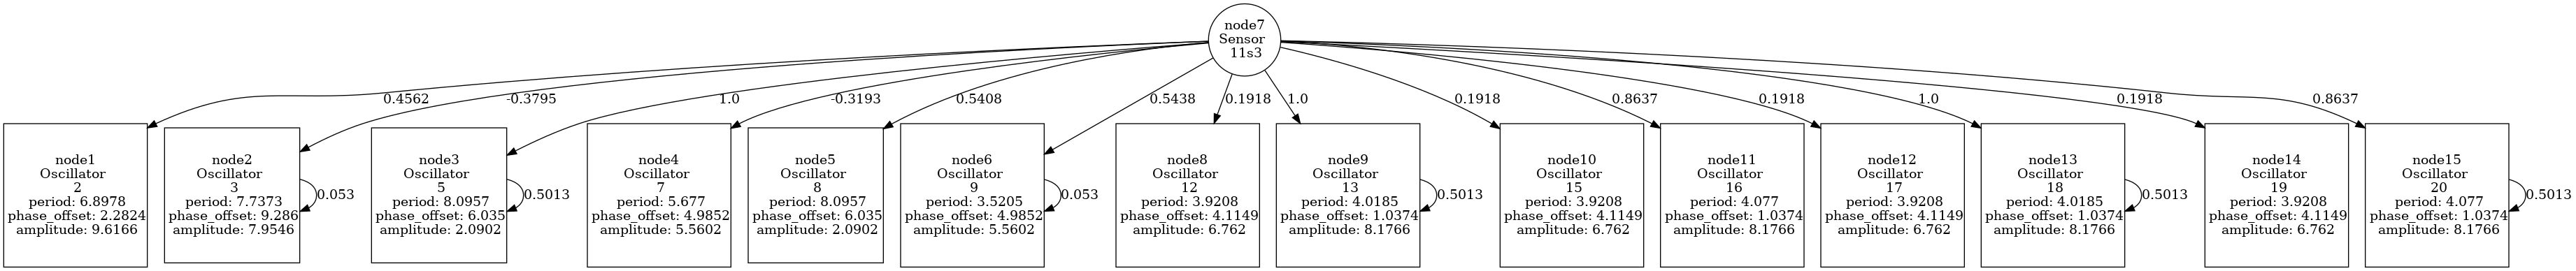 node7
Sensor
11s3
0.4562
-0.3795
1.0
-0.3193
0.5408
0.5438
0.1918
1.0
0.1918
0.8637
0.1918
1.0
0.1918
0.8637
node1
Oscillator
2
period: 6.8978
phase_offset: 2.2824
amplitude: 9.6166
node2
Oscillator
3
period: 7.7373
phase_offset: 9.286
amplitude: 7.9546
0.053
node3
Oscillator
5
period: 8.0957
phase_offset: 6.035
amplitude: 2.0902
0.5013
node4
Oscillator
7
period: 5.677
phase_offset: 4.9852
amplitude: 5.5602
node5
Oscillator
8
period: 8.0957
phase_offset: 6.035
amplitude: 2.0902
node6
Oscillator
9
period: 3.5205
phase_offset: 4.9852
amplitude: 5.5602
0.053
node8
Oscillator
12
period: 3.9208
phase_offset: 4.1149
amplitude: 6.762
node9
Oscillator
13
period: 4.0185
phase_offset: 1.0374
amplitude: 8.1766
0.5013
node10
Oscillator
15
period: 3.9208
phase_offset: 4.1149
amplitude: 6.762
node11
Oscillator
16
period: 4.077
phase_offset: 1.0374
amplitude: 8.1766
node12
Oscillator
17
period: 3.9208
phase_offset: 4.1149
amplitude: 6.762
node13
Oscillator
18
period: 4.0185
phase_offset: 1.0374
amplitude: 8.1766
0.5013
node14
Oscillator
19
period: 3.9208
phase_offset: 4.1149
amplitude: 6.762
node15
Oscillator
20
period: 4.077
phase_offset: 1.0374
amplitude: 8.1766
0.5013